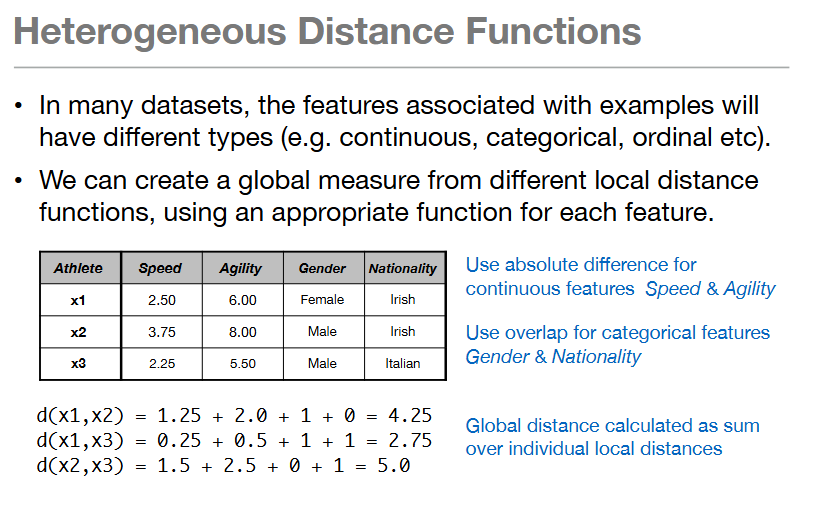 Heterogeneous Distance Functions
• In many datasets, the features associated with examples will
have different types (e.g. continuous, categorical, ordinal etc).
• We can create a global measure from different local distance
functions, using an appropriate function for each feature.
Athlete Speed Agility Gender Nationality
x1 2.50 6.00 Female Irish
x2 3.75 8.00 Male Irish
x3 2.25 5.50 Male Italian
Use absolute difference for
continuous features Speed & Agility
Use overlap for categorical features
Gender & Nationality
d(x1,x2) = 1.25 + 2.0 + 1 + 0 = 4.25
d(x1,x3) = 0.25 + 0.5 + 1 + 1 = 2.75
d(x2,x3) = 1.5 + 2.5 + 0 + 1 = 5.0
Global distance calculated as sum
over individual local distances